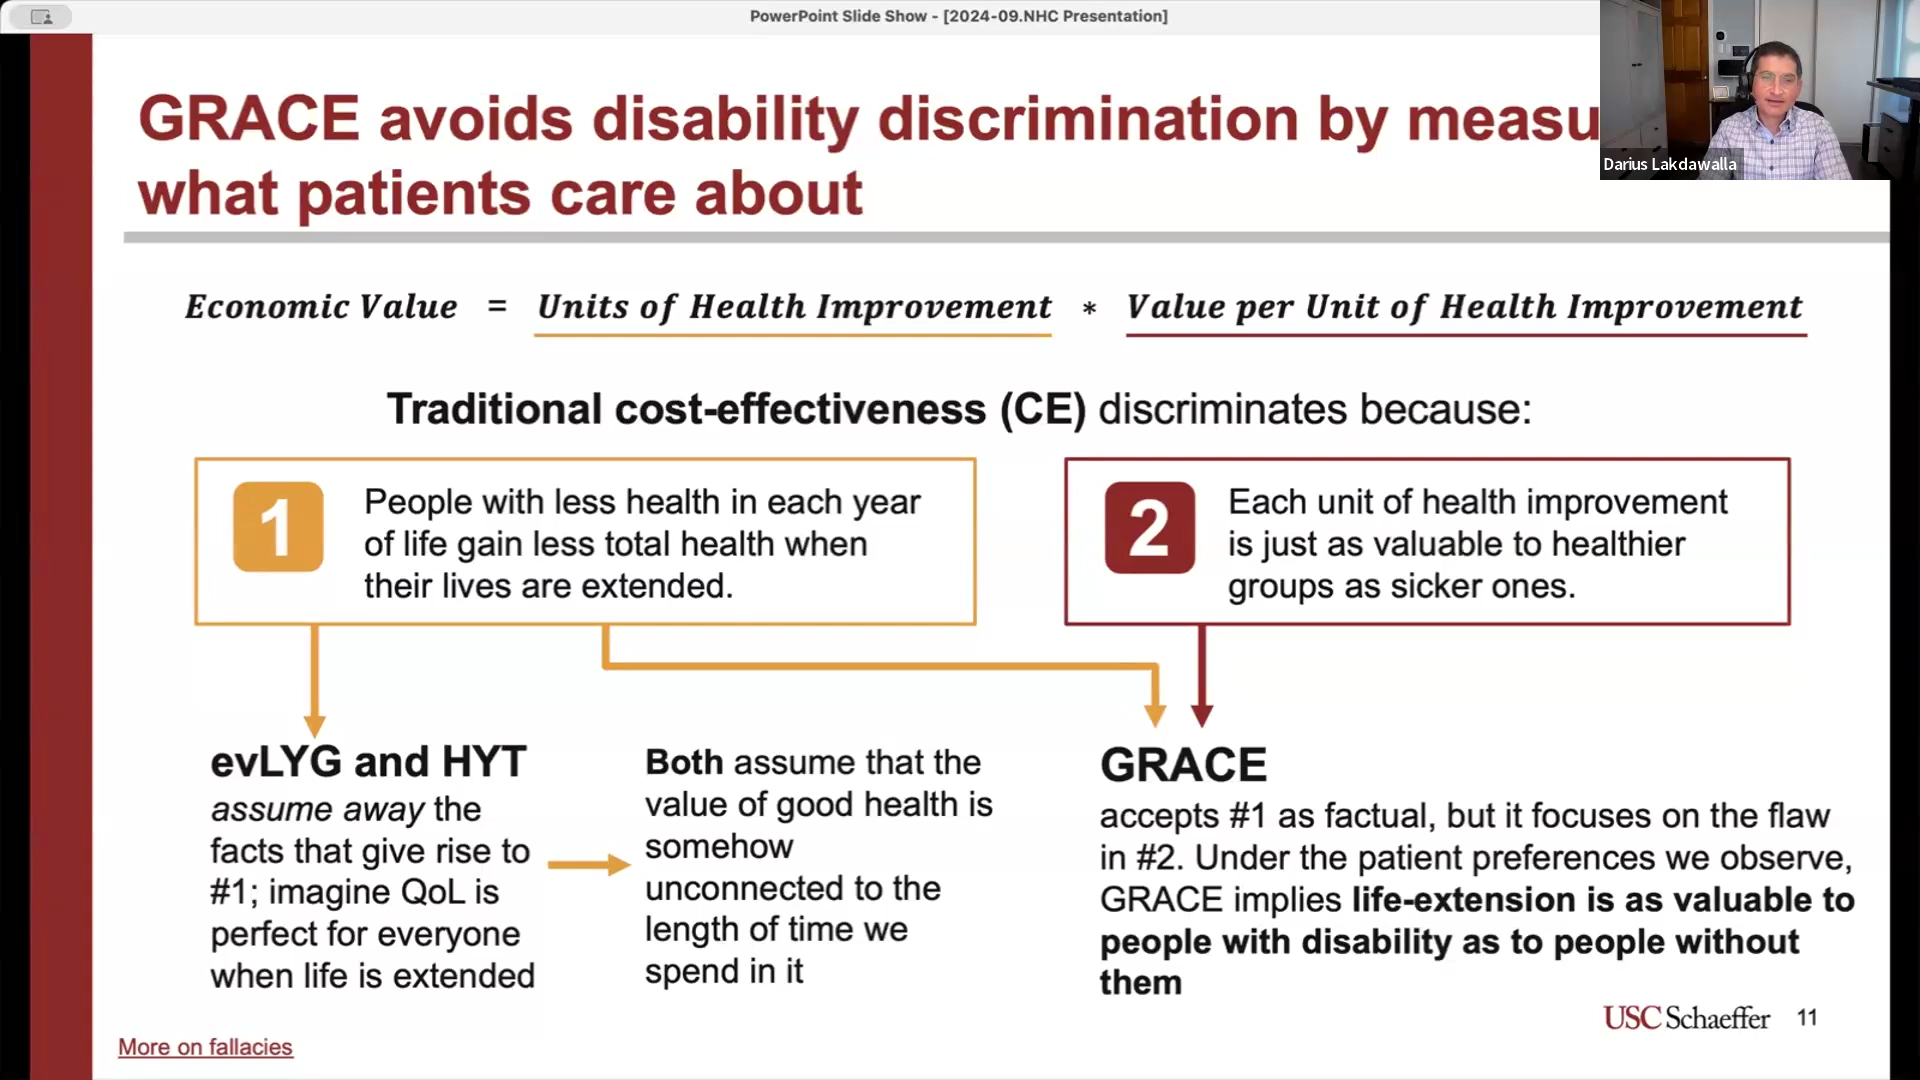 PowerPoint Slide Show - [2024-09.NHC Presentation]
Darius Lakdawalla
GRACE avoids disability discrimination by measu
what patients care about
Economic Value = Units of Health Improvement * Value per Unit of Health Improvement
Traditional cost-effectiveness (CE) discriminates because:
1
People with less health in each year
of life gain less total health when
their lives are extended.
2
Each unit of health improvement
is just as valuable to healthier
groups as sicker ones.
evLYG and HYT
assume away the
facts that give rise to
#1; imagine QoL is
perfect for everyone
when life is extended
Both assume that the
value of good health is
somehow
unconnected to the
length of time we
spend in it
GRACE
accepts #1 as factual, but it focuses on the flaw
in #2. Under the patient preferences we observe,
GRACE implies life-extension is as valuable to
people with disability as to people without
them
USC Schaeffer
11
More on fallacies